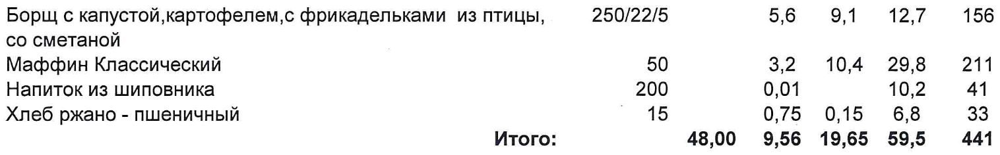 Борщ с капустой,картофелем,с фрикадельками из птицы, 250/22/5 5,6 9,1 12,7 156
со сметаной
Маффин Классический 50 3,2 10,4 29,8 211
Напиток из шиповника 200 0,01 10,2 41
Хлеб ржано - пшеничный 15 0,75 0,15 6,8 33
Итого: 48,00 9,56 19,65 59,5 441